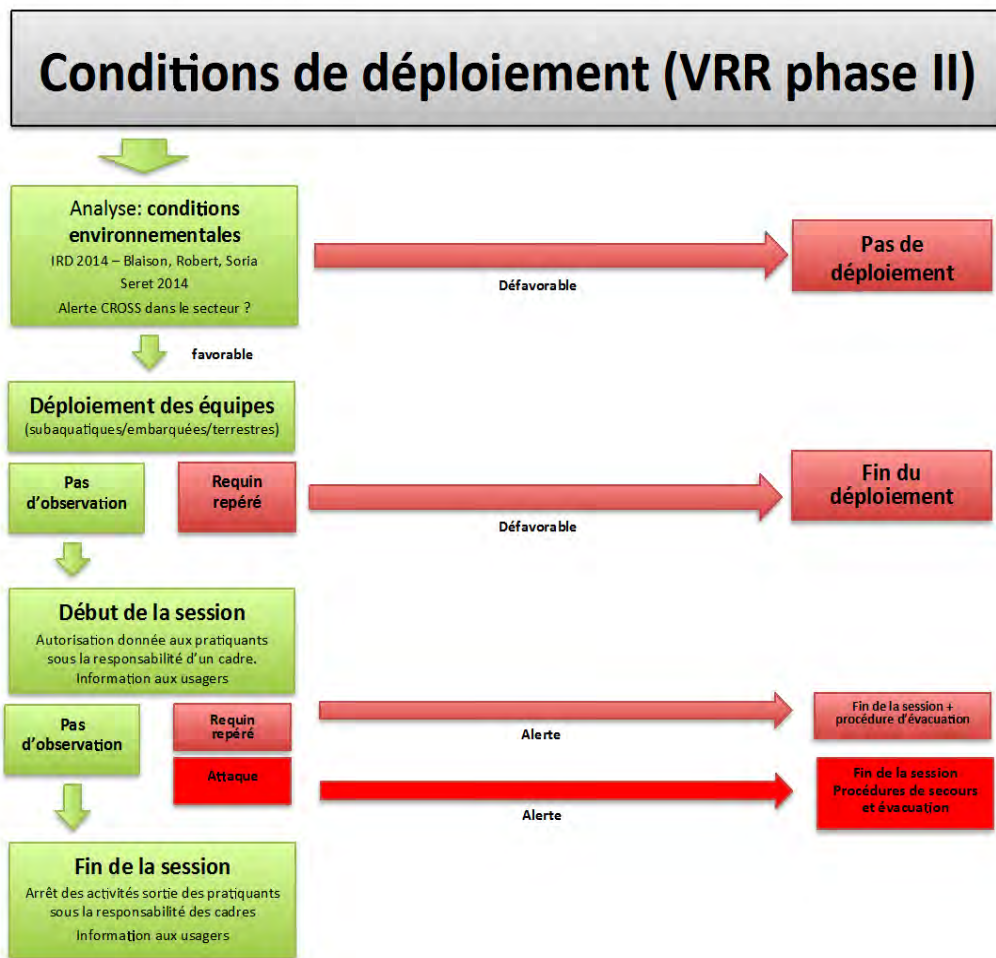 Conditions de déploiement (VRR phase II)
Analyse: conditions
environnementales
IRD 2014 – Blaison, Robert, Soria
Seret 2014
Alerte CROSS dans le secteur ?
Défavorable
Pas de
déploiement
favorable
Déploiement des équipes
(subaquatiques/embarquées/terrestres)
Pas
d'observation
Requin
repéré
Défavorable
Fin du
déploiement
Début de la session
Autorisation donnée aux pratiquants
sous la responsabilité d'un cadre.
Information aux usagers
Pas
d'observation
Requin
repéré
Alerte
Fin de la session +
procédure d'évacuation
Attaque
Alerte
Fin de la session
Procédures de secours
et évacuation
Fin de la session
Arrêt des activités sortie des pratiquants
sous la responsabilité des cadres
Information aux usagers